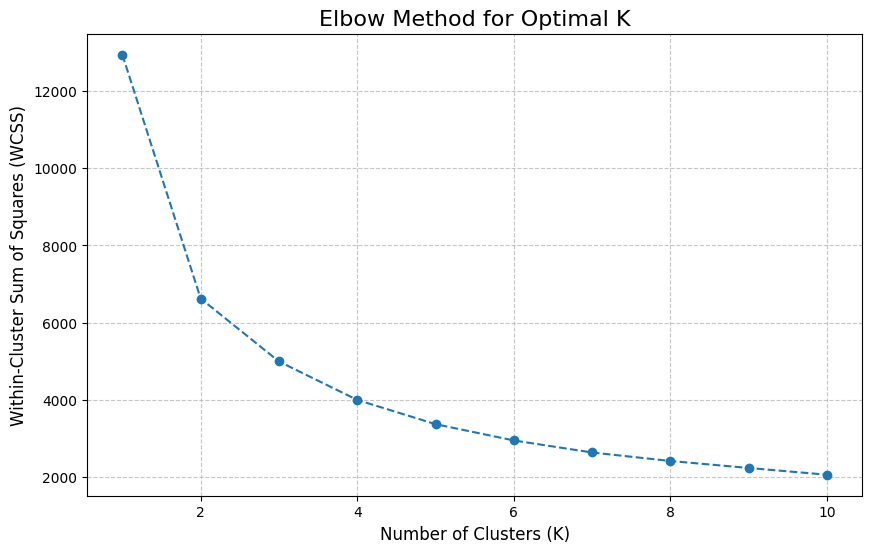 Elbow Method for Optimal K
Within-Cluster Sum of Squares (WCSS)
12000
10000
8000
6000
4000
2000
2 4 6 8 10
Number of Clusters (K)